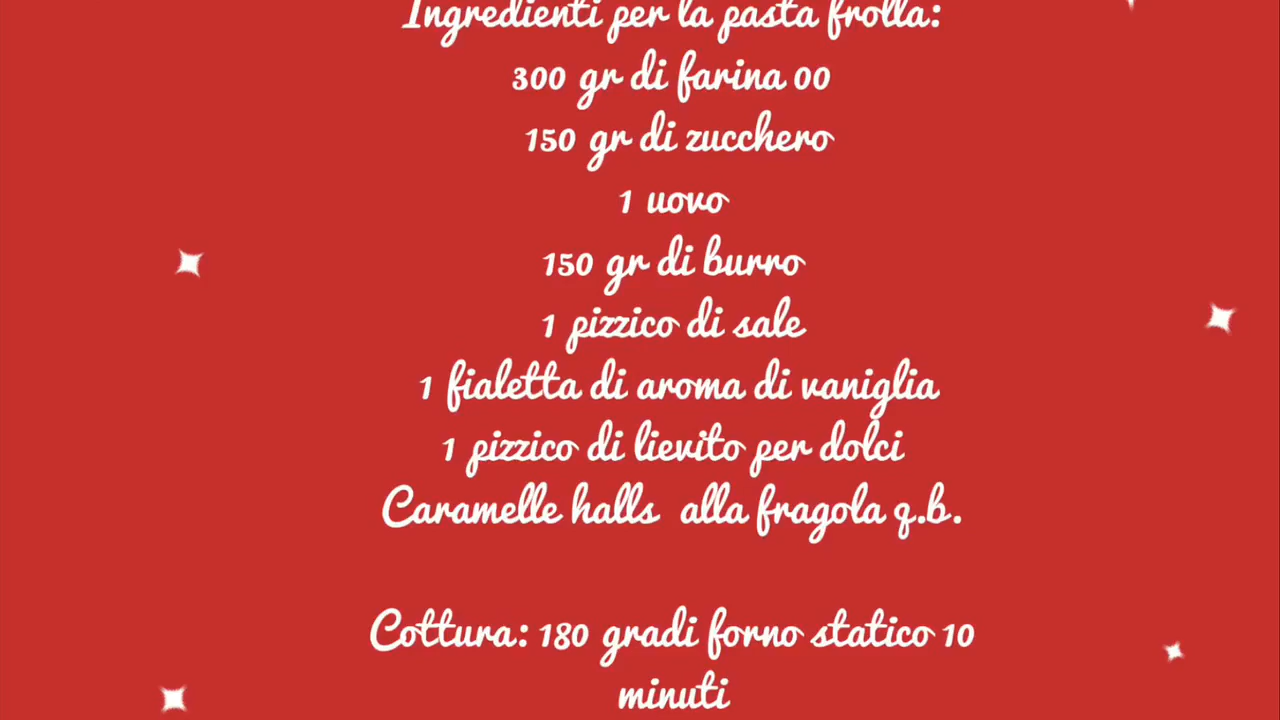 Ingredienti per la pasta frolla:
300 gr di farina 00
150 gr di zucchero
1 uovo
150 gr di burro
1 pizzico di sale
1 fialetta di aroma di vaniglia
1 pizzico di lievito per dolci
Caramelle halls alla fragola q.b.
Cottura: 180 gradi forno statico 10
minuti